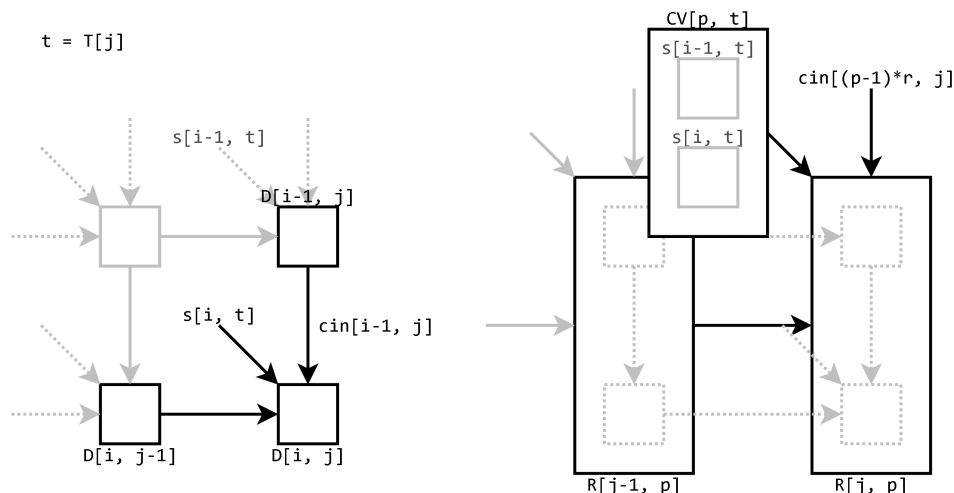 t = T[j]
s[i-1, t]
D[i-1, j]
s[i, t]
cin[i-1, j]
D[i, j-1]
D[i, j]
CV[p, t]
s[i-1, t]
cin[(p-1)*r, j]
s[i, t]
R[j-1, p]
R[j, p]